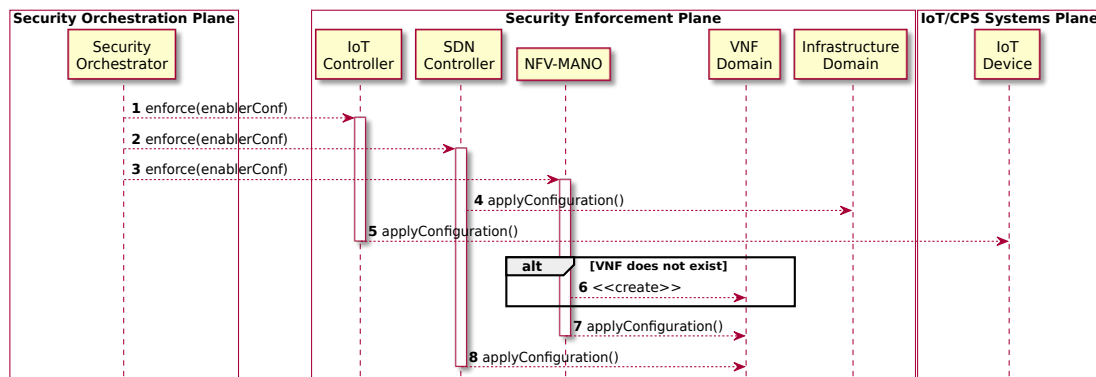 Security Orchestration Plane
Security Enforcement Plane
IoT/CPS Systems Plane
Security
Orchestrator
IoT
Controller
SDN
Controller
NFV-MANO
VNF
Domain
Infrastructure
Domain
IoT
Device
1 enforce(enablerConf)
2 enforce(enablerConf)
3 enforce(enablerConf)
4 applyConfiguration()
5 applyConfiguration()
alt [VNF does not exist]
6 <<create>>
7 applyConfiguration()
8 applyConfiguration()